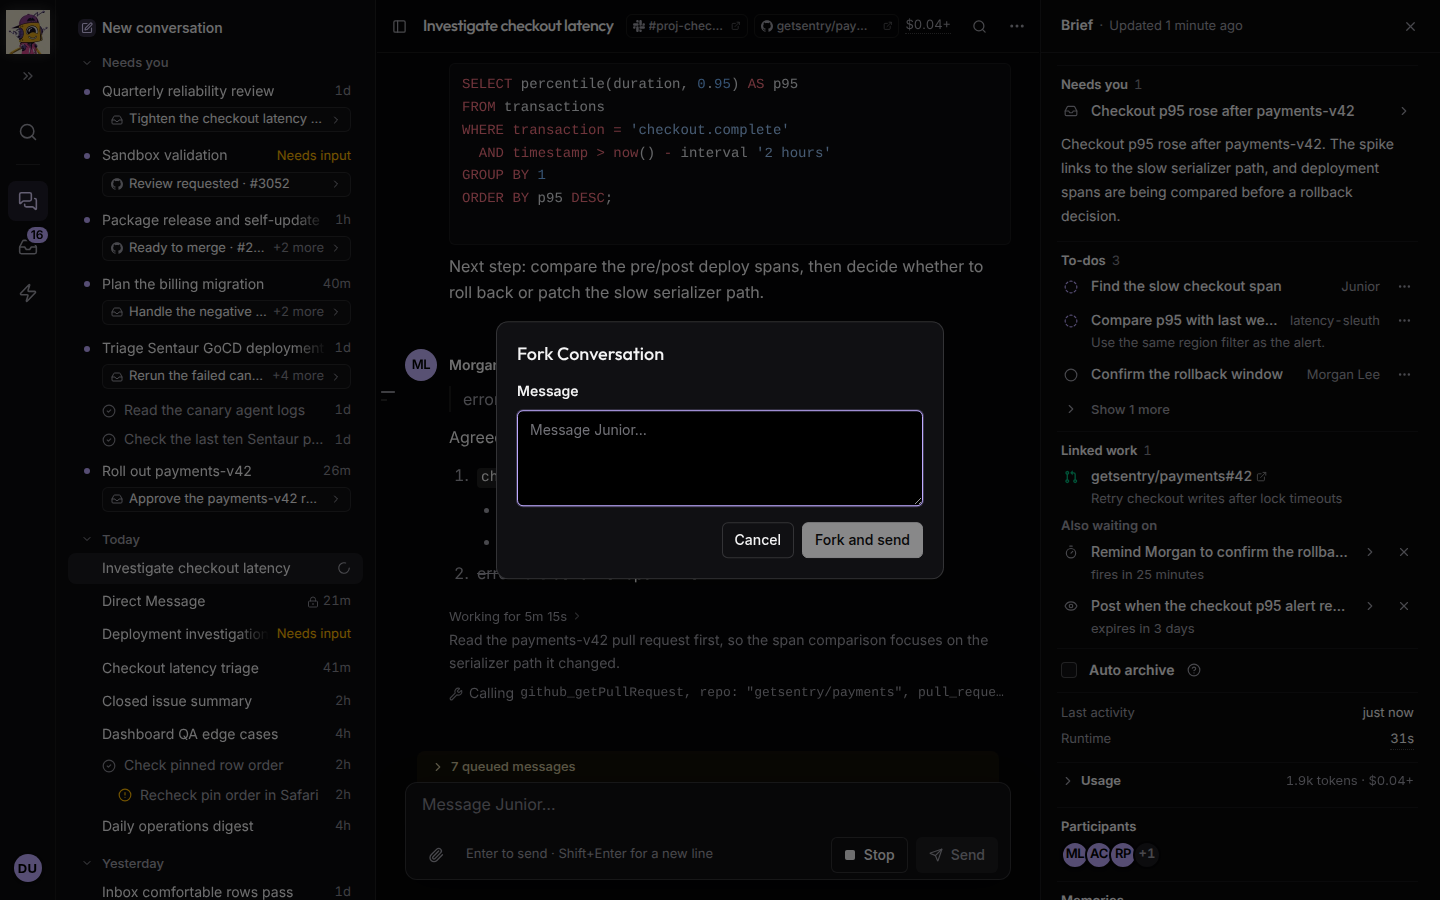 New conversation
Needs you
Quarterly reliability review 1d
Tighten the checkout latency ...
Sandbox validation Needs input
Review requested · #3052
Package release and self-update 1h
Ready to merge · #2... +2 more
16
Plan the billing migration 40m
Handle the negative ... +2 more
Triage Sentaur GoCD deployment 1d
Rerun the failed can... +4 more
Read the canary agent logs 1d
Check the last ten Sentaur p... 1d
Roll out payments-v42 26m
Approve the payments-v42 r...
Today
Investigate checkout latency
Direct Message 21m
Deployment investigation Needs input
Checkout latency triage 41m
Closed issue summary 2h
Dashboard QA edge cases 4h
Check pinned row order 2h
Recheck pin order in Safari 2h
Daily operations digest 4h
Yesterday
Inbox comfortable rows pass 1d
DU
Investigate checkout latency #proj-chec... getsentry/pay... $0.04+
SELECT percentile(duration, 0.95) AS p95
FROM transactions
WHERE transaction = 'checkout.complete'
AND timestamp > now() - interval '2 hours'
GROUP BY 1
ORDER BY p95 DESC;
Next step: compare the pre/post deploy spans, then decide whether to
roll back or patch the slow serializer path.
ML Morgan
Agreed
1.
2.
Fork Conversation
Message
Message Junior...
Cancel Fork and send
Working for 5m 15s
Read the payments-v42 pull request first, so the span comparison focuses on the
serializer path it changed.
Calling github_getPullRequest, repo: "getsentry/payments", pull_reque...
7 queued messages
Message Junior...
Enter to send · Shift+Enter for a new line Stop Send
Brief · Updated 1 minute ago
Needs you 1
Checkout p95 rose after payments-v42
Checkout p95 rose after payments-v42. The spike
links to the slow serializer path, and deployment
spans are being compared before a rollback
decision.
To-dos 3
Find the slow checkout span Junior
Compare p95 with last we... latency-sleuth
Use the same region filter as the alert.
Confirm the rollback window Morgan Lee
Show 1 more
Linked work 1
getsentry/payments#42
Retry checkout writes after lock timeouts
Also waiting on
Remind Morgan to confirm the rollba...
fires in 25 minutes
Post when the checkout p95 alert re...
expires in 3 days
Auto archive
Last activity just now
Runtime 31s
Usage 1.9k tokens · $0.04+
Participants
ML AC RP +1
Memories